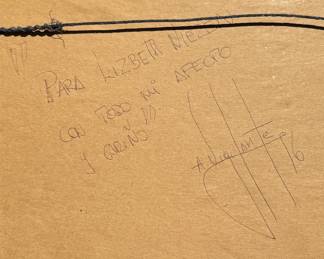 PARA LIZBETH
CON TODO MI AFECTO
Y CARIÑO !!!